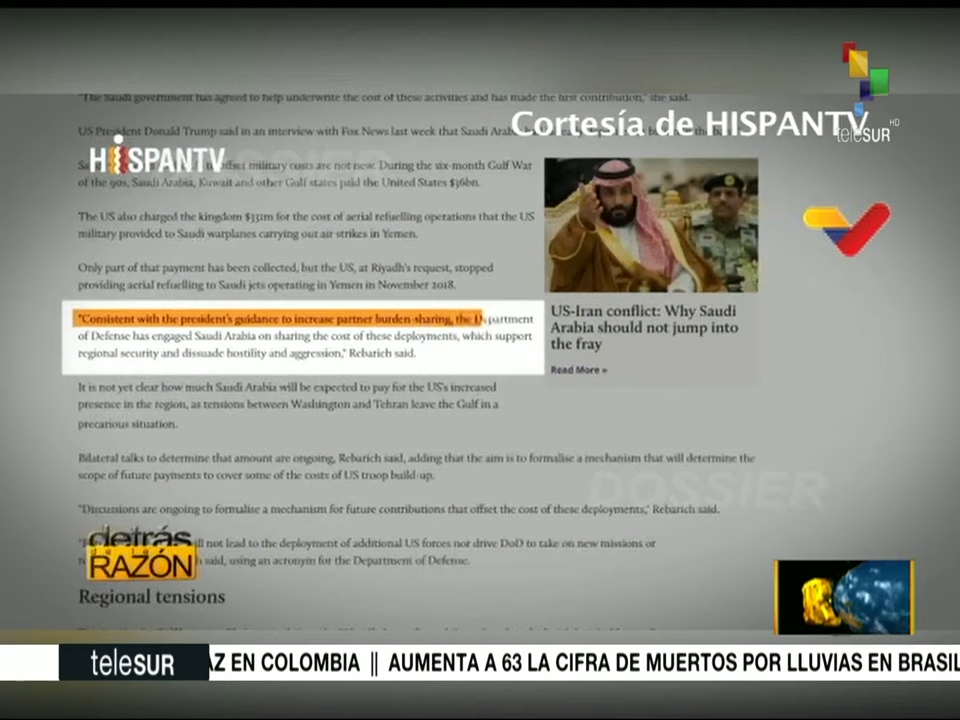 "The Saudi government has agreed to help underwrite the cost of these activities and has made the first contribution," she said.
Cortesía de HISPANTV
teleSUR HD
US President Donald Trump said in an interview with Fox News last week that Saudi
HISPANTV
offset military costs are not new. During the six-month Gulf War
of the 90s, Saudi Arabia, Kuwait and other Gulf states paid the United States $36bn.
The US also charged the kingdom $331m for the cost of aerial refuelling operations that the US
military provided to Saudi warplanes carrying out air strikes in Yemen.
Only part of that payment has been collected, but the US, at Riyadh's request, stopped
providing aerial refuelling to Saudi jets operating in Yemen in November 2018.
"Consistent with the president's guidance to increase partner burden-sharing, the Department
of Defense has engaged Saudi Arabia on sharing the cost of these deployments, which support
regional security and dissuade hostility and aggression," Rebarich said.
US-Iran conflict: Why Saudi
Arabia should not jump into
the fray
Read More »
It is not yet clear how much Saudi Arabia will be expected to pay for the US's increased
presence in the region, as tensions between Washington and Tehran leave the Gulf in a
precarious situation.
Bilateral talks to determine that amount are ongoing, Rebarich said, adding that the aim is to formalise a mechanism that will determine the
scope of future payments to cover some of the costs of US troop build-up.
DOSSIER
"Discussions are ongoing to formalise a mechanism for future contributions that offset the cost of these deployments," Rebarich said.
detrás
de la
RAZÓN
will not lead to the deployment of additional US forces nor drive DoD to take on new missions or
said, using an acronym for the Department of Defense.
Regional tensions
teleSUR
AZ EN COLOMBIA || AUMENTA A 63 LA CIFRA DE MUERTOS POR LLUVIAS EN BRASIL